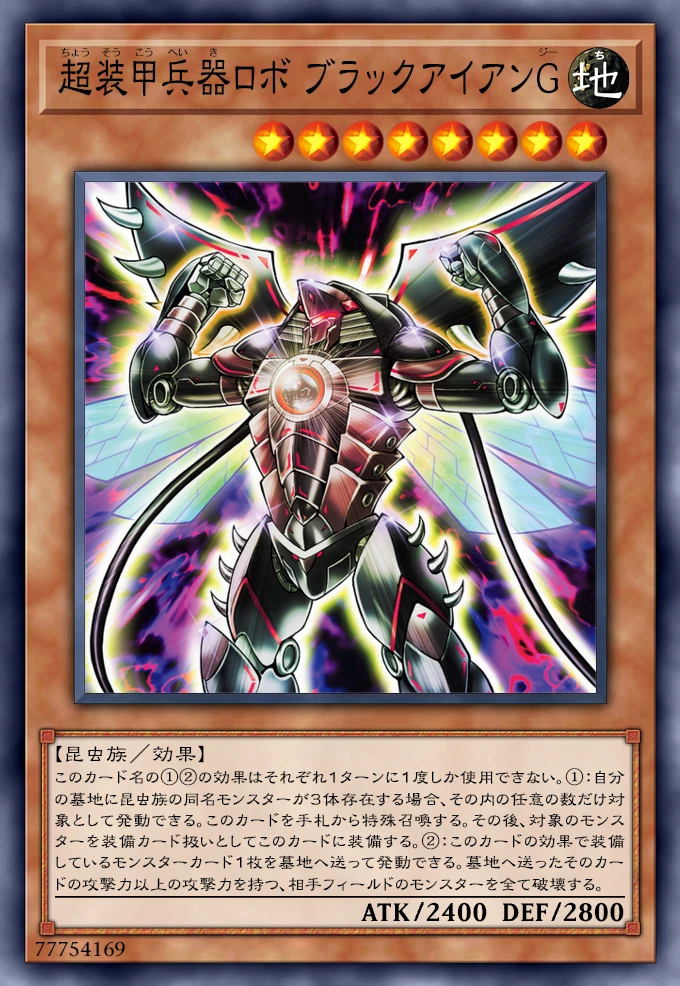 ちょうそうこうへいき ジー
超装甲兵器ロボ ブラックアイアンG
ち
地
【昆虫族／効果】
このカード名の①②の効果はそれぞれ１ターンに１度しか使用できない。①：自分
の墓地に昆虫族の同名モンスターが３体存在する場合、その内の任意の数だけ対
象として発動できる。このカードを手札から特殊召喚する。その後、対象のモンス
ターを装備カード扱いとしてこのカードに装備する。②：このカードの効果で装備
しているモンスターカード１枚を墓地へ送って発動できる。墓地へ送ったそのカー
ドの攻撃力以上の攻撃力を持つ、相手フィールドのモンスターを全て破壊する。
ATK/2400 DEF/2800
77754169